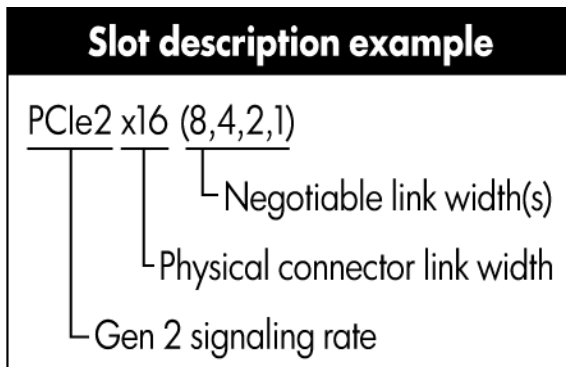 Slot description example
PCIe2 x16 (8,4,2,1)
Negotiable link width(s)
Physical connector link width
Gen 2 signaling rate